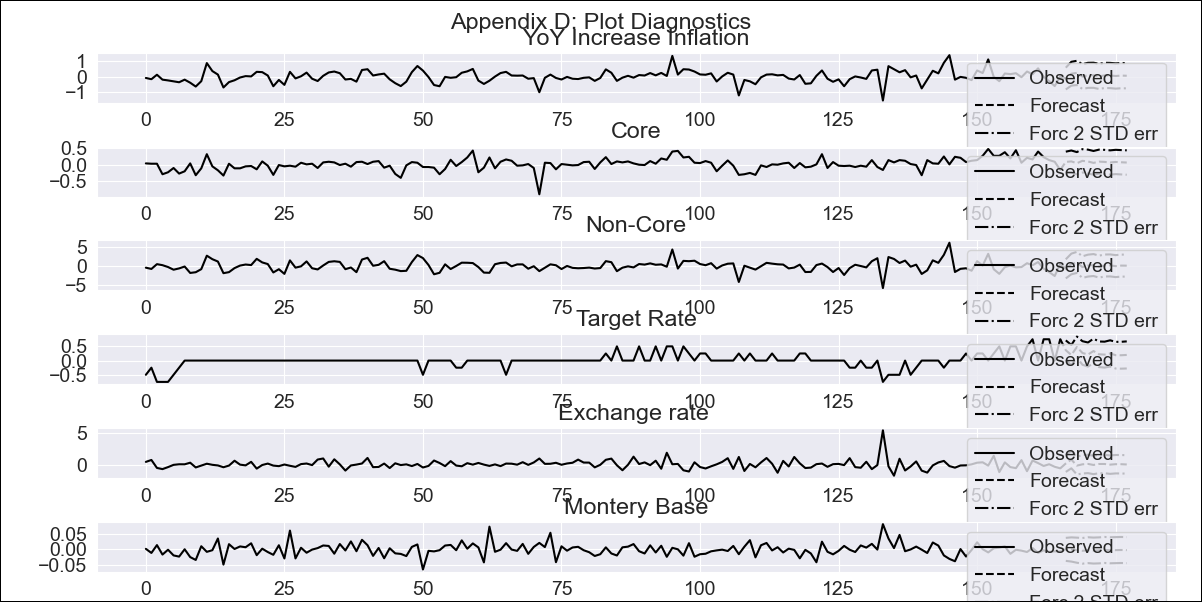 Appendix D: Plot Diagnostics
YoY Increase Inflation
1
0
−1
Observed
Forecast
Forc 2 STD err
0 25 50 75 100 125 150 175
Core
0.5
0.0
−0.5
Observed
Forecast
Forc 2 STD err
0 25 50 75 100 125 150 175
Non-Core
5
0
−5
Observed
Forecast
Forc 2 STD err
0 25 50 75 100 125 150 175
Target Rate
0.5
0.0
−0.5
Observed
Forecast
Forc 2 STD err
0 25 50 75 100 125 150 175
Exchange rate
5
0
Observed
Forecast
Forc 2 STD err
0 25 50 75 100 125 150 175
Montery Base
0.05
0.00
−0.05
Observed
Forecast
Forc 2 STD err
0 25 50 75 100 125 150 175